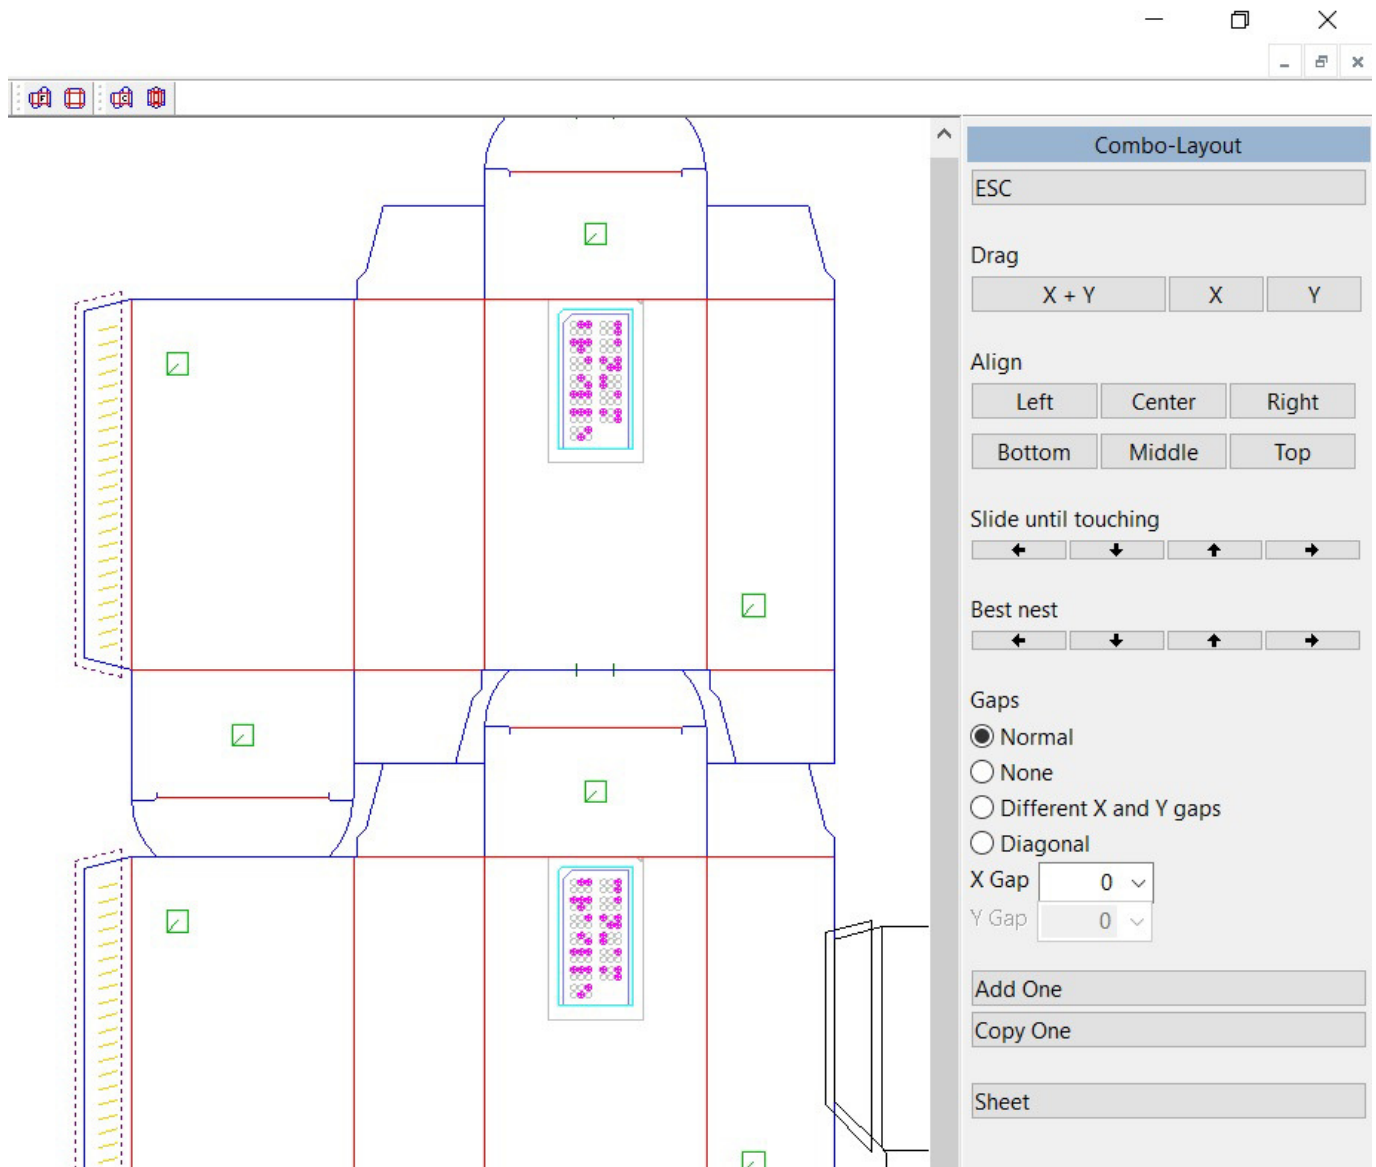 Combo-Layout
ESC
Drag
X + Y X Y
Align
Left Center Right
Bottom Middle Top
Slide until touching
Best nest
Gaps
Normal
None
Different X and Y gaps
Diagonal
X Gap 0
Y Gap 0
Add One
Copy One
Sheet